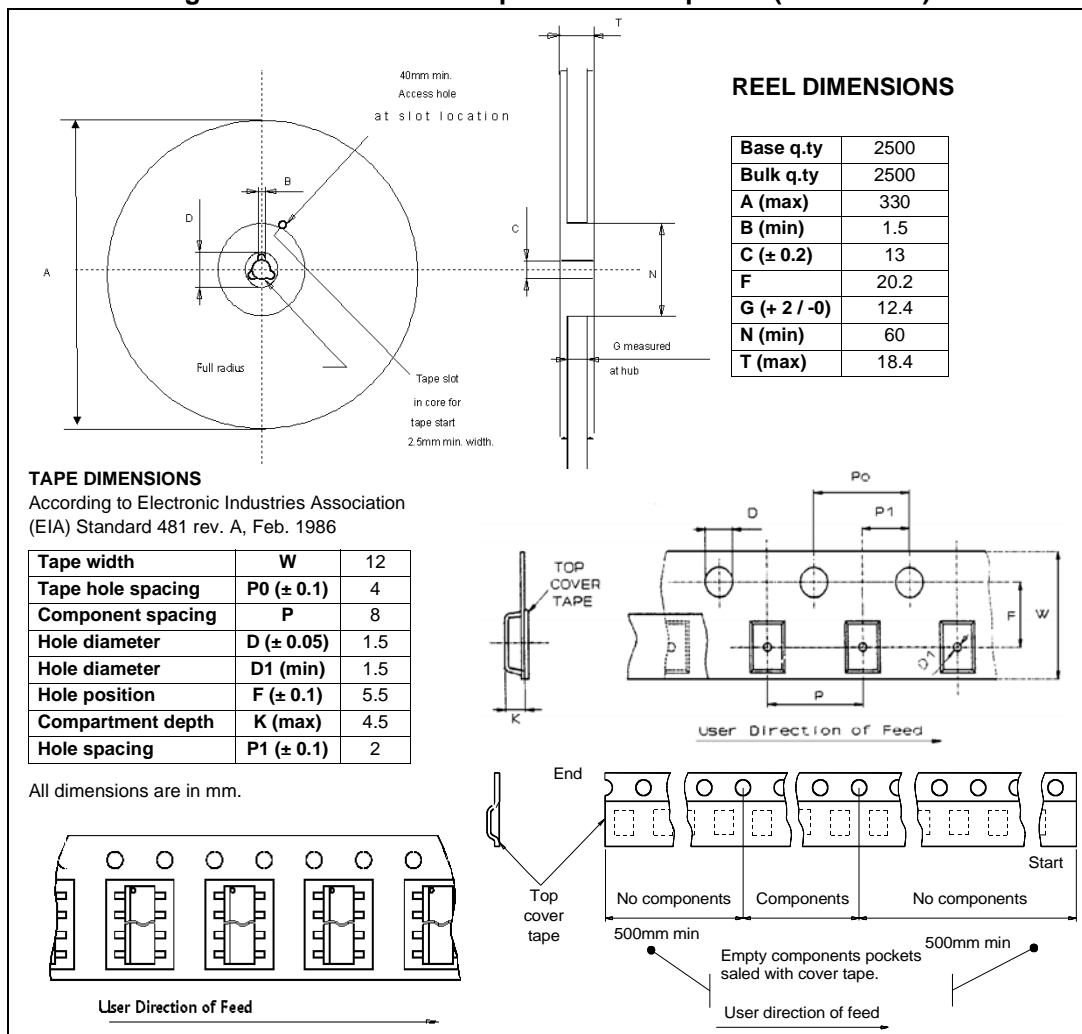 T
40mm min.
Access hole
at slot location
B
D
A
C
N
Full radius
Tape slot
in core for
tape start
2.5mm min. width.
G measured
at hub
REEL DIMENSIONS
Base q.ty 2500
Bulk q.ty 2500
A (max) 330
B (min) 1.5
C (± 0.2) 13
F 20.2
G (+ 2 / -0) 12.4
N (min) 60
T (max) 18.4
TAPE DIMENSIONS
According to Electronic Industries Association
(EIA) Standard 481 rev. A, Feb. 1986
Tape width W 12
Tape hole spacing P0 (± 0.1) 4
Component spacing P 8
Hole diameter D (± 0.05) 1.5
Hole diameter D1 (min) 1.5
Hole position F (± 0.1) 5.5
Compartment depth K (max) 4.5
Hole spacing P1 (± 0.1) 2
All dimensions are in mm.
Po
D
P1
TOP
COVER
TAPE
F
W
D1
K
P
User Direction of Feed
End
Start
Top
cover
tape
No components
Components
No components
500mm min
500mm min
Empty components pockets
saled with cover tape.
User direction of feed
User Direction of Feed